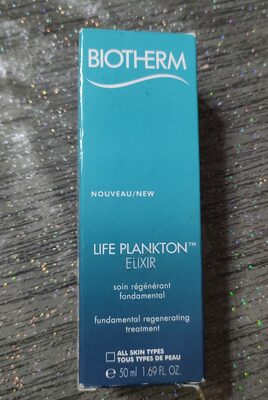 BIOTHERM
NOUVEAU/NEW
LIFE PLANKTON™
ELIXIR
soin régénérant
fondamental
fundamental regenerating
treatment
ALL SKIN TYPES
TOUS TYPES DE PEAU
℮ 50 ml 1.69 FL. OZ.